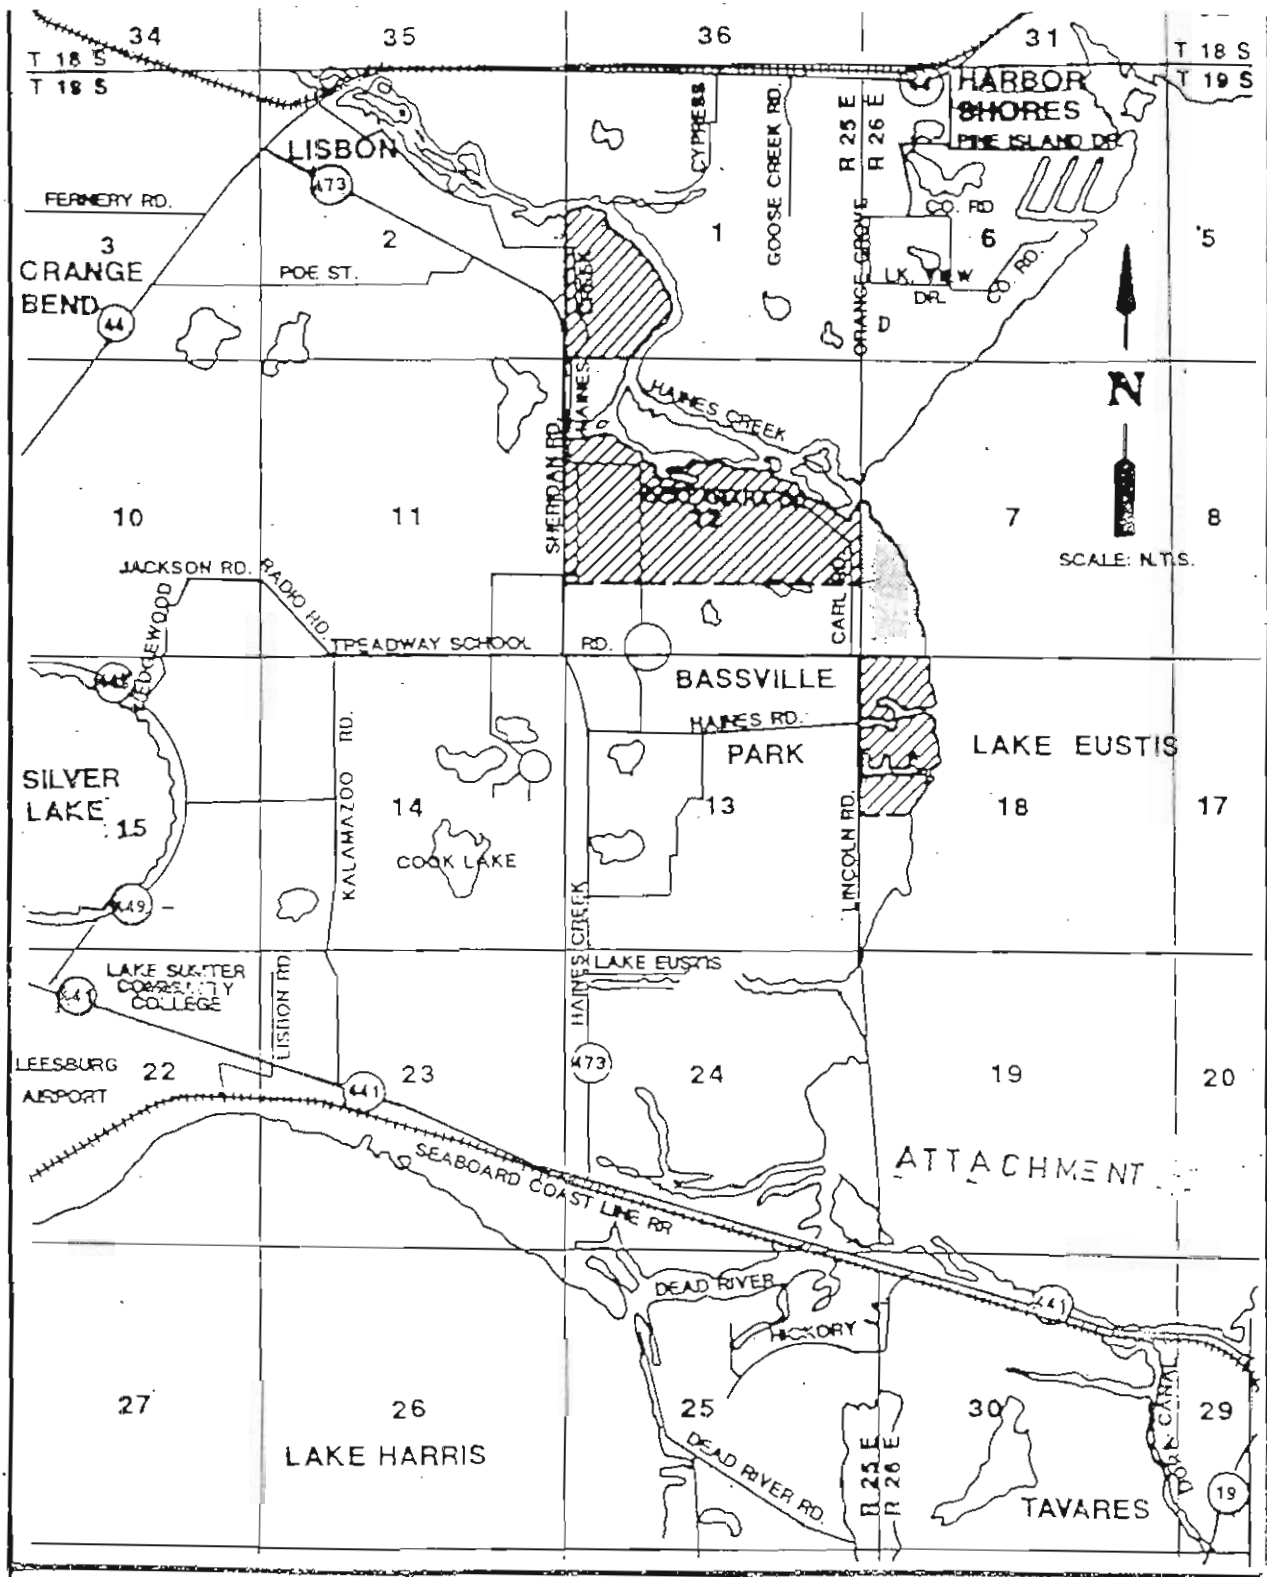 34
35
36
31
T 18 S
T 18 S
T 18 S
T 19 S
HARBOR
SHORES
PINE ISLAND DR.
CYPRESS
GOOSE CREEK RD.
R 25 E
R 26 E
LISBON
473
FERNERY RD.
3
2
1
CO. RD
6
5
CRANGE
BEND
POE ST.
44
CREEK
HAINES
ORANGE GROVE
LK. VIEW
DR.
CO. RD.
D
N
HAINES CREEK
SHERIDAN RD.
10
11
12
7
8
SCALE: N.T.S.
JACKSON RD.
RADIO RD.
EDGEWOOD
TREADWAY SCHOOL
RD.
CARL RD.
BASSVILLE
PARK
HAINES RD.
LAKE EUSTIS
KALAMAZOO RD.
SILVER
LAKE
15
14
13
18
17
LINCOLN RD.
COOK LAKE
449
HAINES CREEK
LAKE EUSTIS
LAKE SUMTER
COMMUNITY
COLLEGE
LISBON RD
441
LEESBURG
AIRPORT
22
441
23
473
24
19
20
SEABOARD COAST LINE RR
ATTACHMENT
DEAD RIVER
HICKORY
441
27
26
25
30
29
LAKE HARRIS
DEAD RIVER RD.
R 25 E
R 26 E
TAVARES
CANAL
19